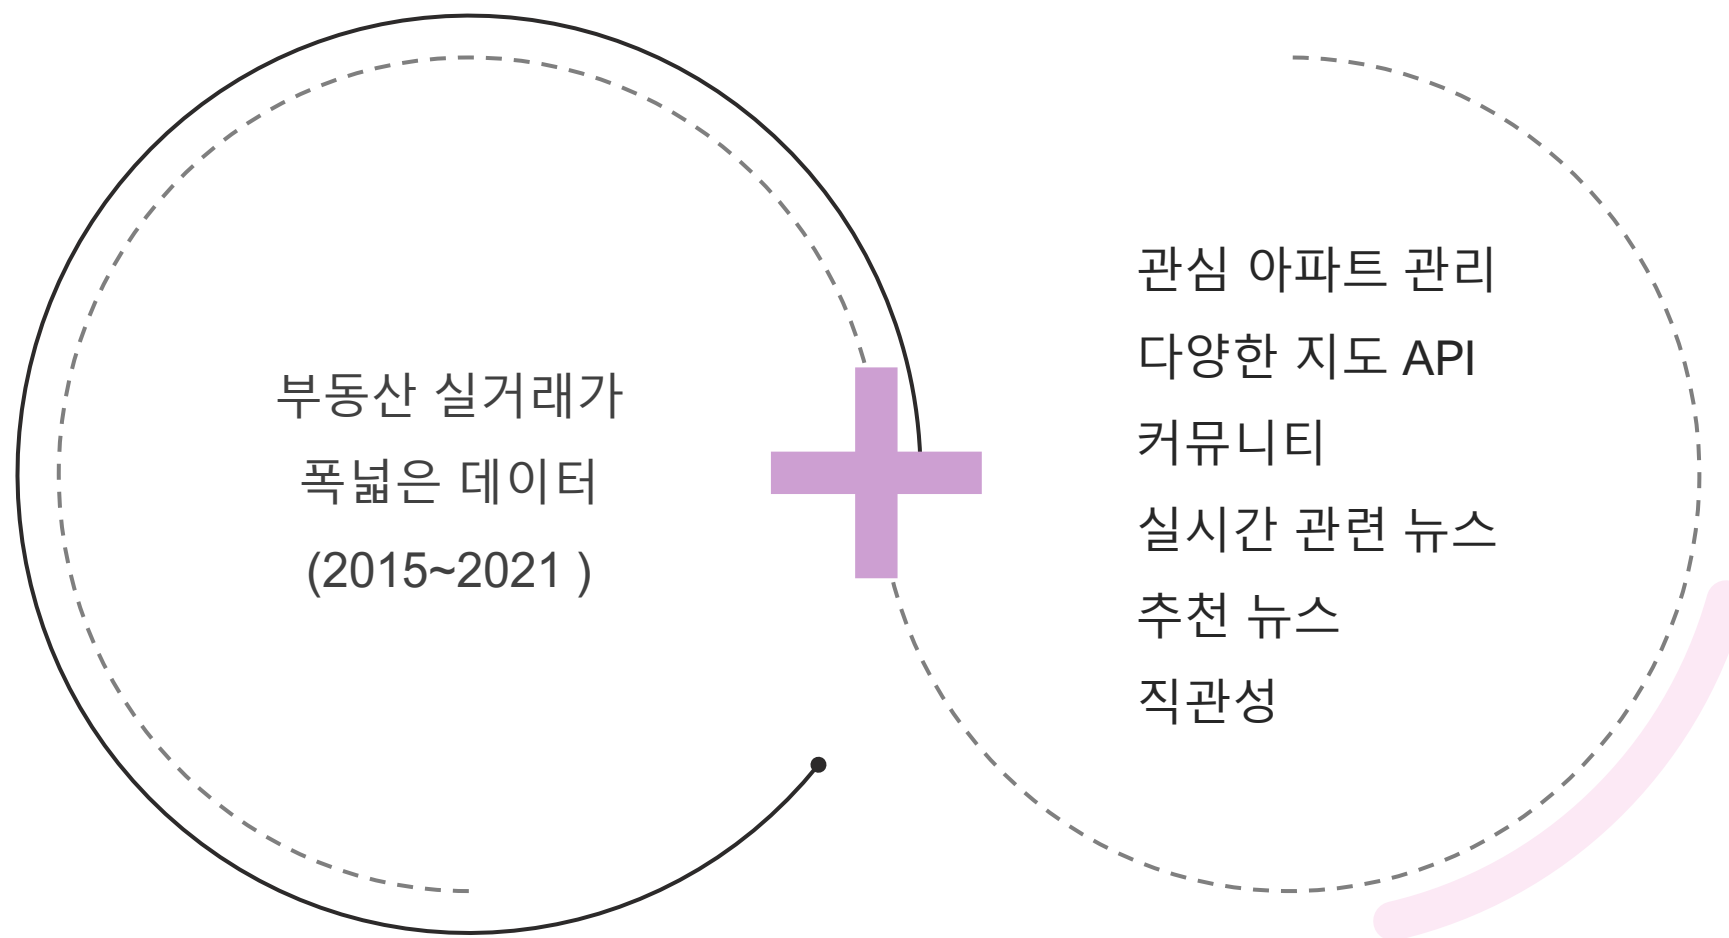 부동산 실거래가
폭넓은 데이터
(2015~2021 )
관심 아파트 관리
다양한 지도 API
커뮤니티
실시간 관련 뉴스
추천 뉴스
직관성